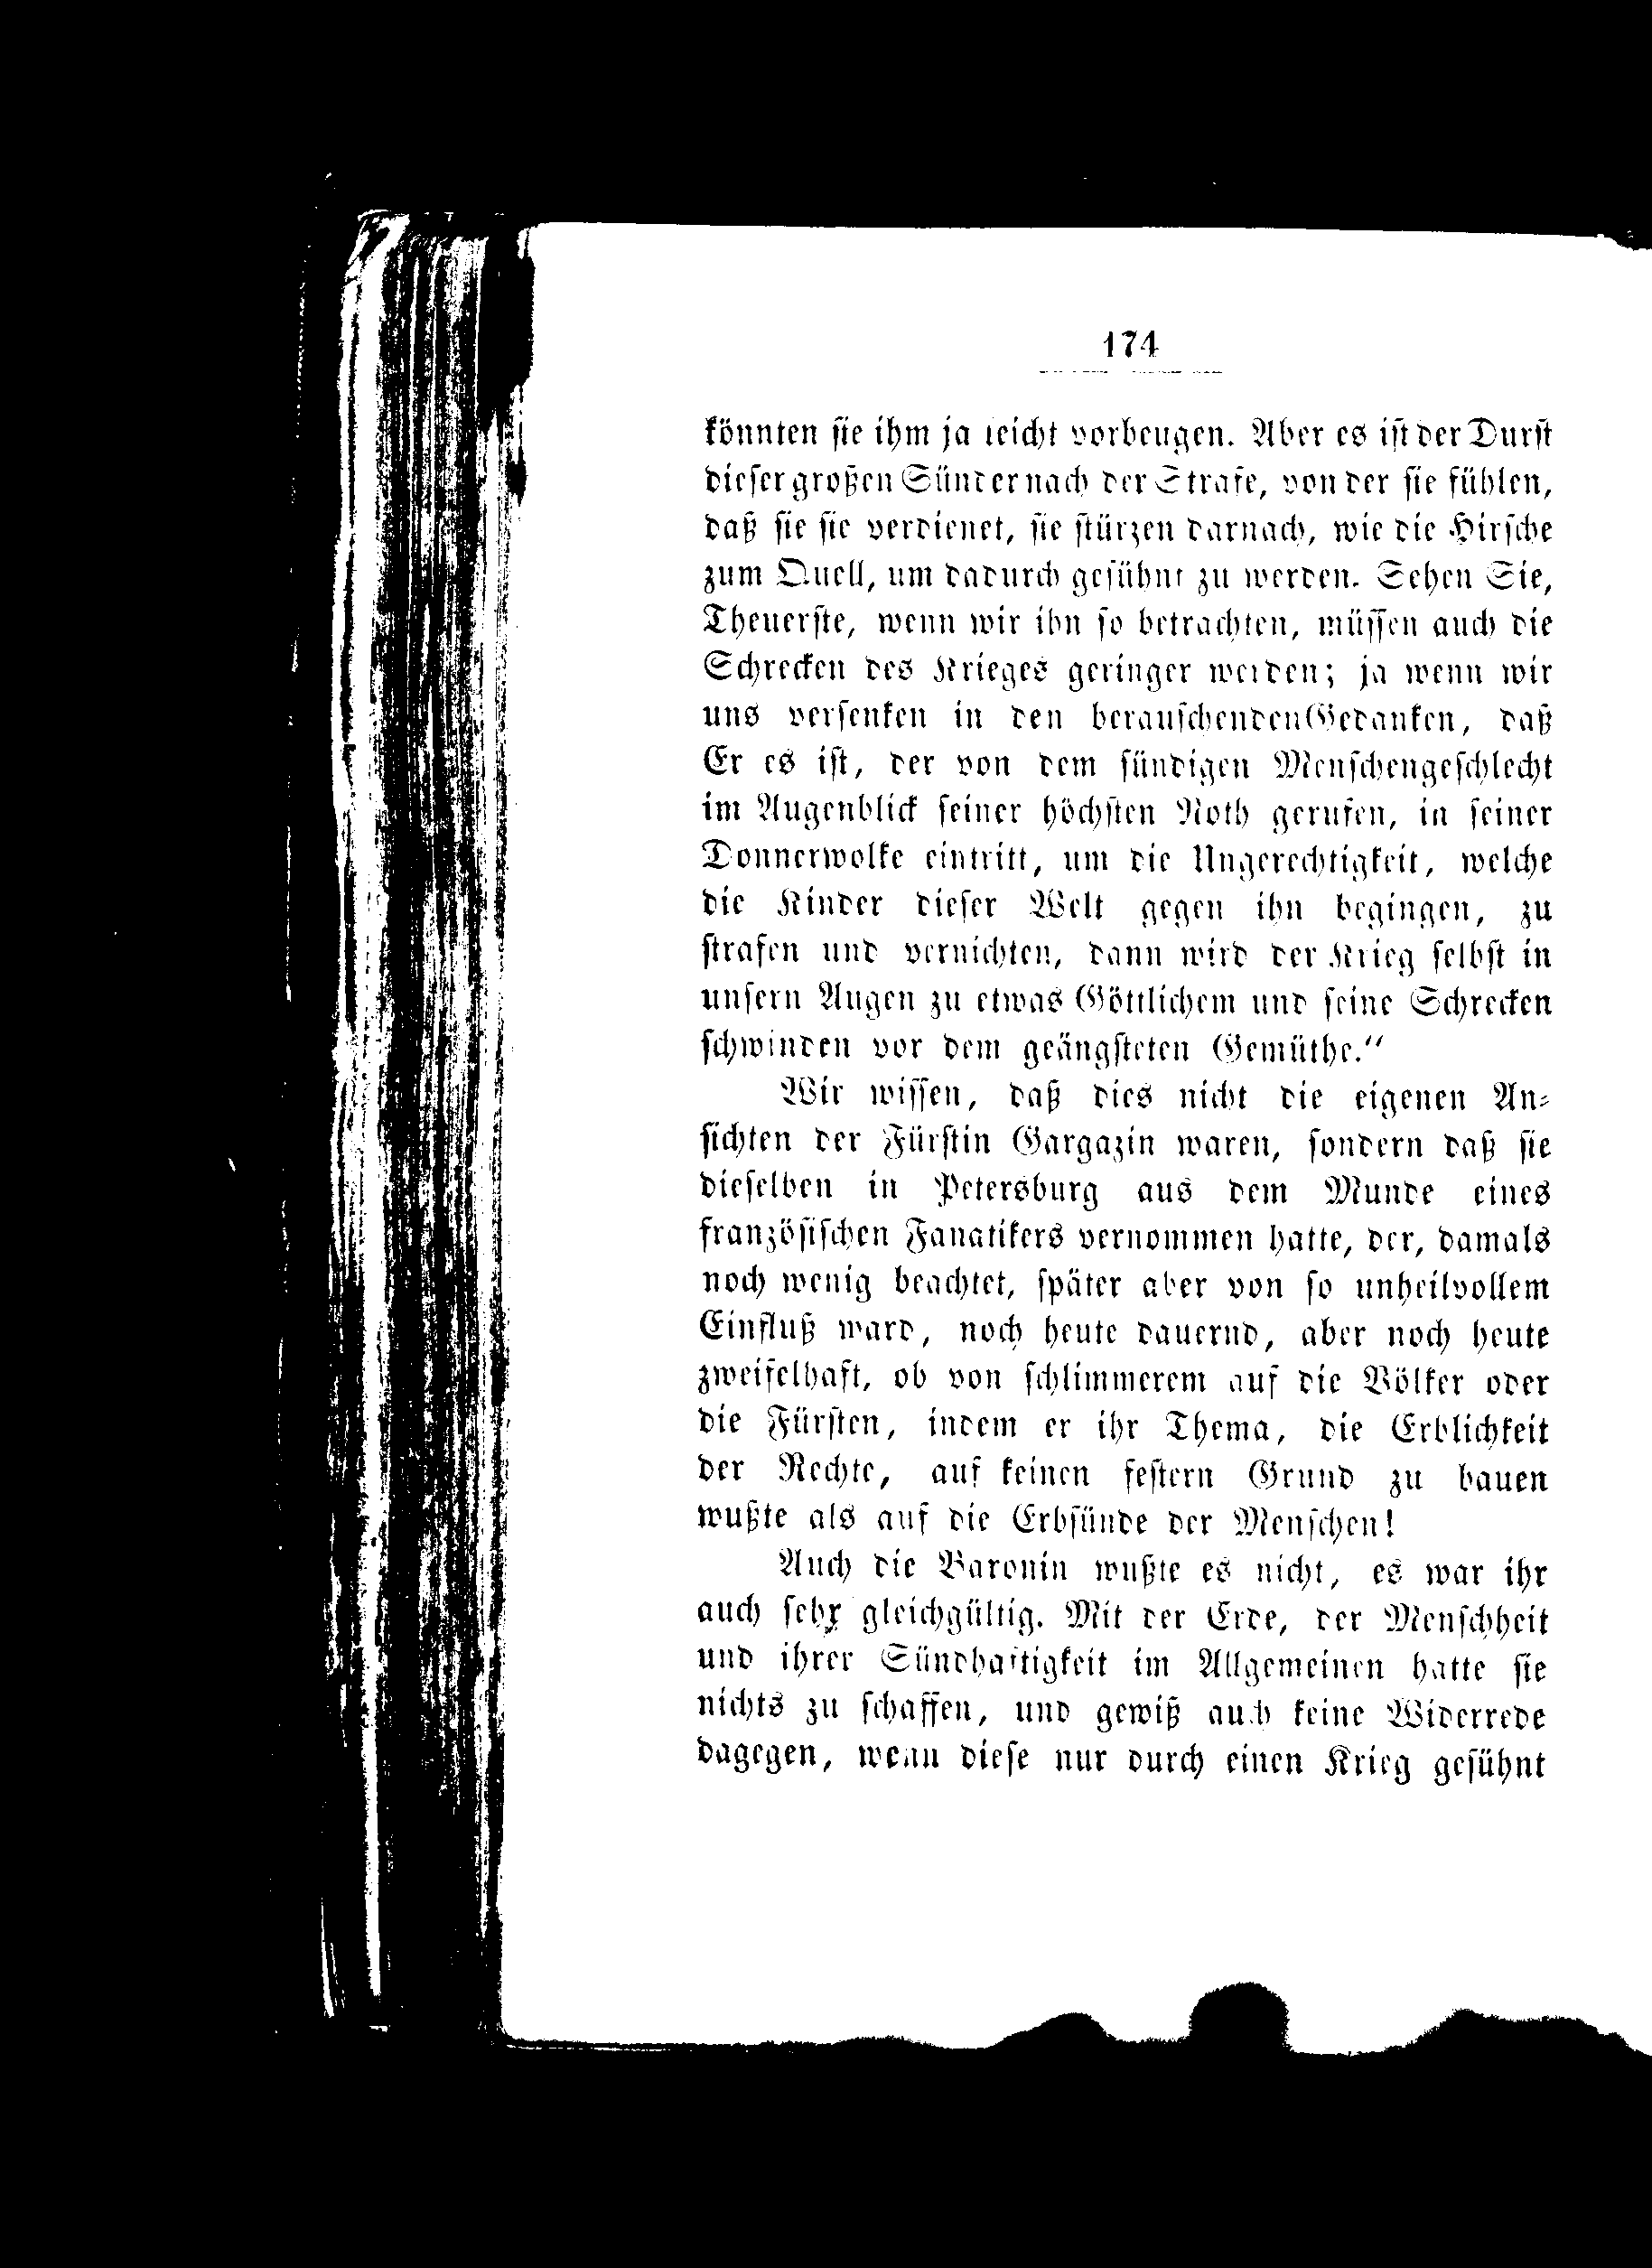 174
könnten ſie ihm ja leicht vorbeugen. Aber es iſt der Durſt
dieſer großen Sünder nach der Strafe, von der ſie fühlen,
daß ſie ſie verdienet, ſie ſtürzen darnach, wie die Hirſche
zum Quell, um dadurch geſühnt zu werden. Sehen Sie,
Theuerſte, wenn wir ihn ſo betrachten, müſſen auch die
Schrecken des Krieges geringer werden; ja wenn wir
uns verſenken in den berauſchenden Gedanken, daß
Er es iſt, der von dem ſündigen Menſchengeſchlecht
im Augenblick ſeiner höchſten Noth gerufen, in ſeiner
Donnerwolke eintritt, um die Ungerechtigkeit, welche
die Kinder dieſer Welt gegen ihn begingen, zu
ſtrafen und vernichten, dann wird der Krieg ſelbſt in
unſern Augen zu etwas Göttlichem und ſeine Schrecken
ſchwinden vor dem geängſteten Gemüthe.“
Wir wiſſen, daß dies nicht die eigenen An⸗
ſichten der Fürſtin Gargazin waren, ſondern daß ſie
dieſelben in Petersburg aus dem Munde eines
franzöſiſchen Fanatikers vernommen hatte, der, damals
noch wenig beachtet, ſpäter aber von ſo unheilvollem
Einfluß ward, noch heute dauernd, aber noch heute
zweifelhaft, ob von ſchlimmerem auf die Völker oder
die Fürſten, indem er ihr Thema, die Erblichkeit
der Rechte, auf keinen feſtern Grund zu bauen
wußte als auf die Erbſünde der Menſchen!
Auch die Baronin wußte es nicht, es war ihr
auch ſehr gleichgültig. Mit der Erde, der Menſchheit
und ihrer Sündhaftigkeit im Allgemeinen hatte ſie
nichts zu ſchaffen, und gewiß auch keine Widerrede
dagegen, wenn dieſe nur durch einen Krieg geſühnt